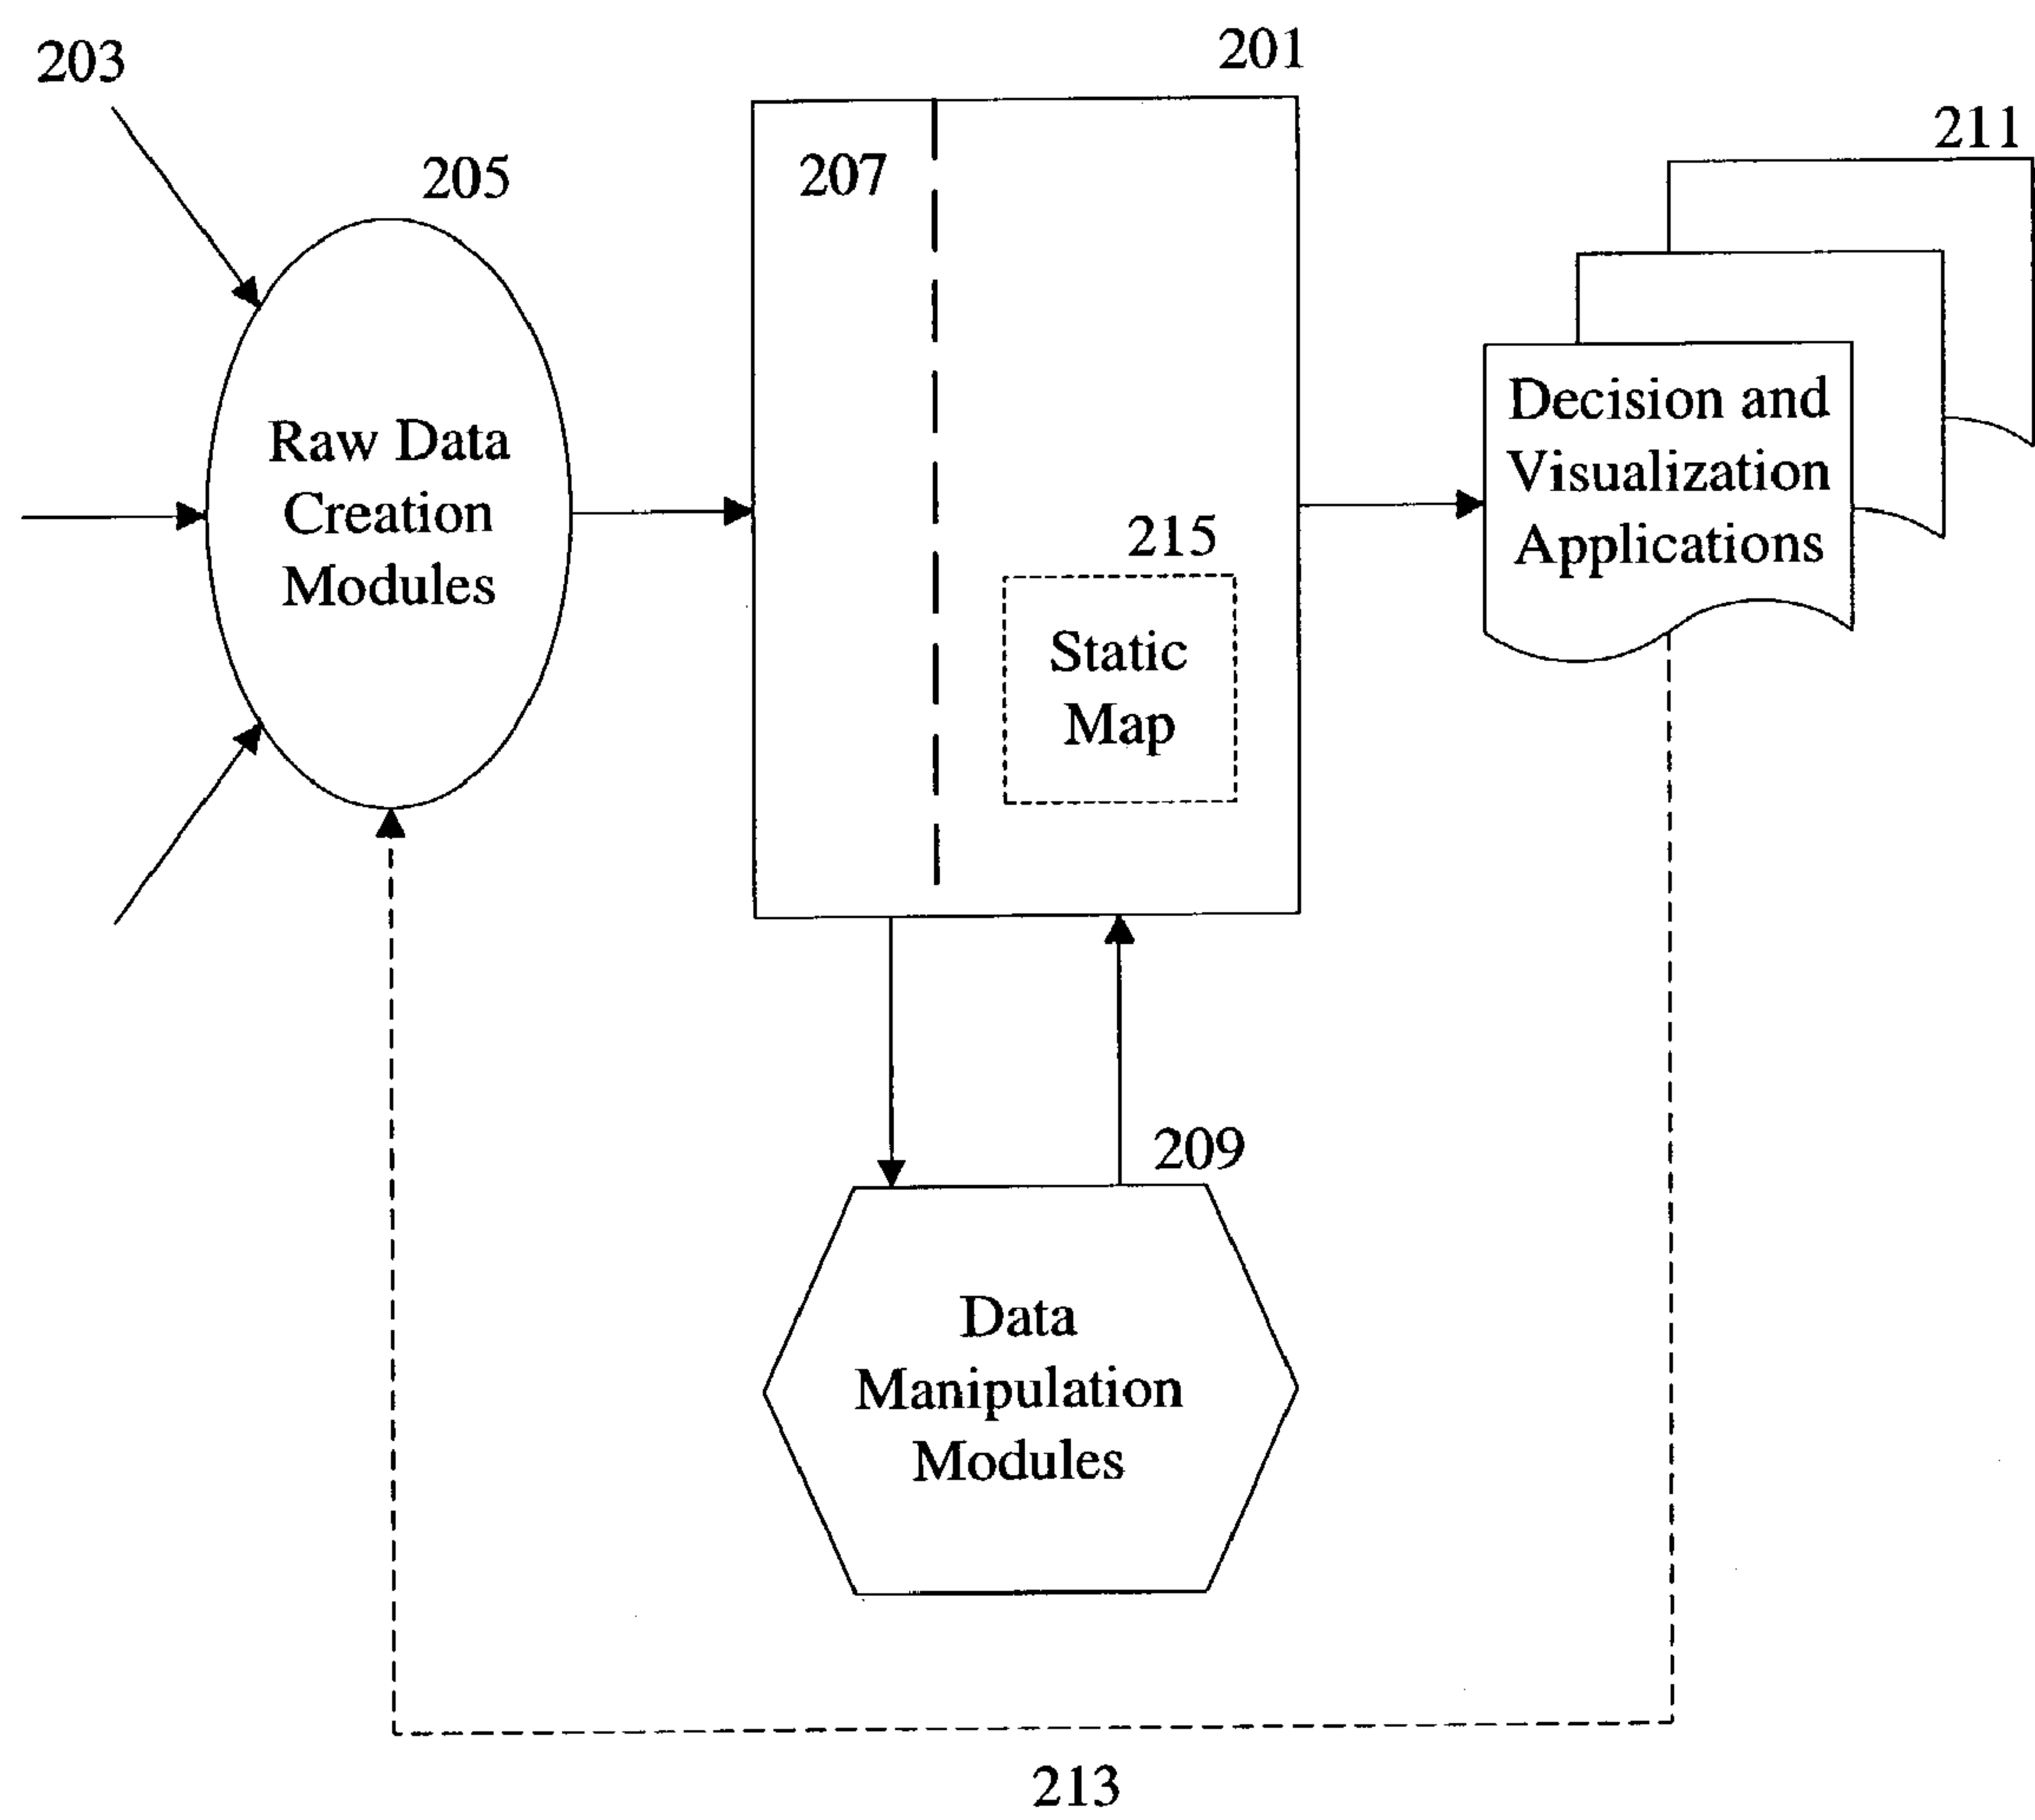 203
201
211
205
207
Raw Data
Creation
Modules
Decision and
Visualization
Applications
215
Static
Map
209
Data
Manipulation
Modules
213